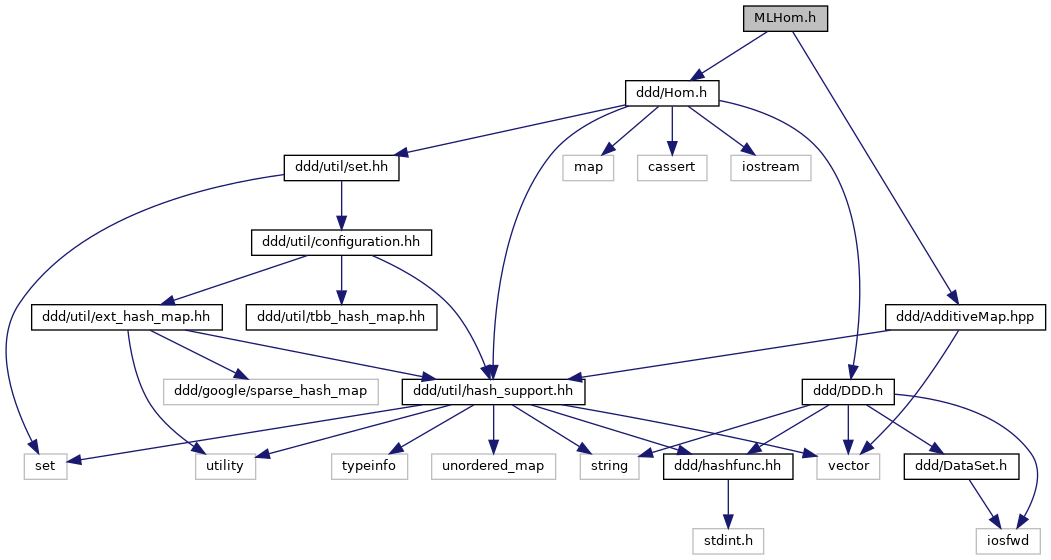 MLHom.h
ddd/Hom.h
ddd/util/set.hh
map
cassert
iostream
ddd/util/configuration.hh
ddd/util/ext_hash_map.hh
ddd/util/tbb_hash_map.hh
ddd/AdditiveMap.hpp
ddd/google/sparse_hash_map
ddd/util/hash_support.hh
ddd/DDD.h
set
utility
typeinfo
unordered_map
string
ddd/hashfunc.hh
vector
ddd/DataSet.h
stdint.h
iosfwd